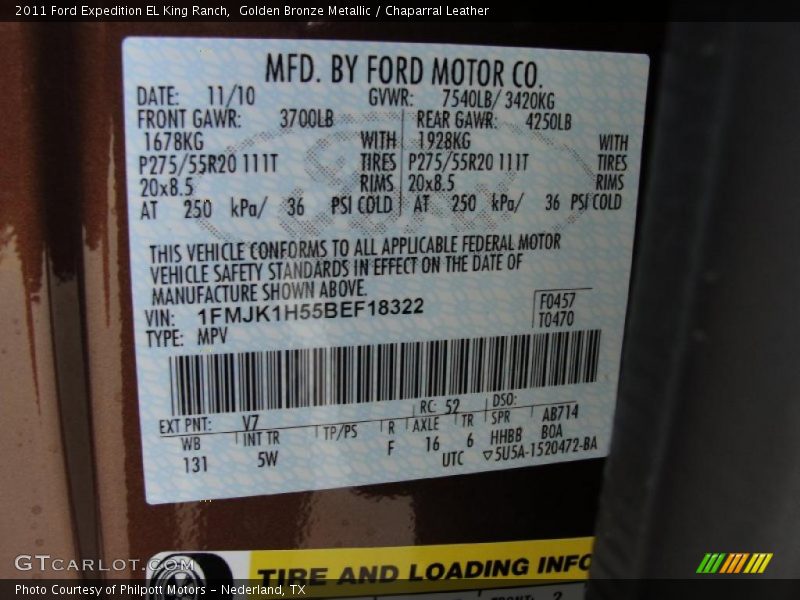 2011 Ford Expedition EL King Ranch,  Golden Bronze Metallic / Chaparral Leather
MFD. BY FORD MOTOR CO.
DATE: 11/10 GVWR: 7540LB/ 3420KG
FRONT GAWR: 3700LB REAR GAWR: 4250LB
1678KG WITH 1928KG WITH
P275/55R20 111T TIRES P275/55R20 111T TIRES
20x8.5 RIMS 20x8.5 RIMS
AT 250 kPa/ 36 PSI COLD AT 250 kPa/ 36 PSI COLD
THIS VEHICLE CONFORMS TO ALL APPLICABLE FEDERAL MOTOR
VEHICLE SAFETY STANDARDS IN EFFECT ON THE DATE OF
MANUFACTURE SHOWN ABOVE.
VIN: 1FMJK1H55BEF18322 F0457
TYPE: MPV T0470
EXT PNT: V7 RC: 52 DSO:
WB INT TR TP/PS R AXLE TR SPR AB714
131 5W F 16 6 HHBB BOA
UTC ▽5U5A-1520472-BA
TIRE AND LOADING INFO
GTCARLOT.COM
Photo Courtesy of Philpott Motors – Nederland, TX